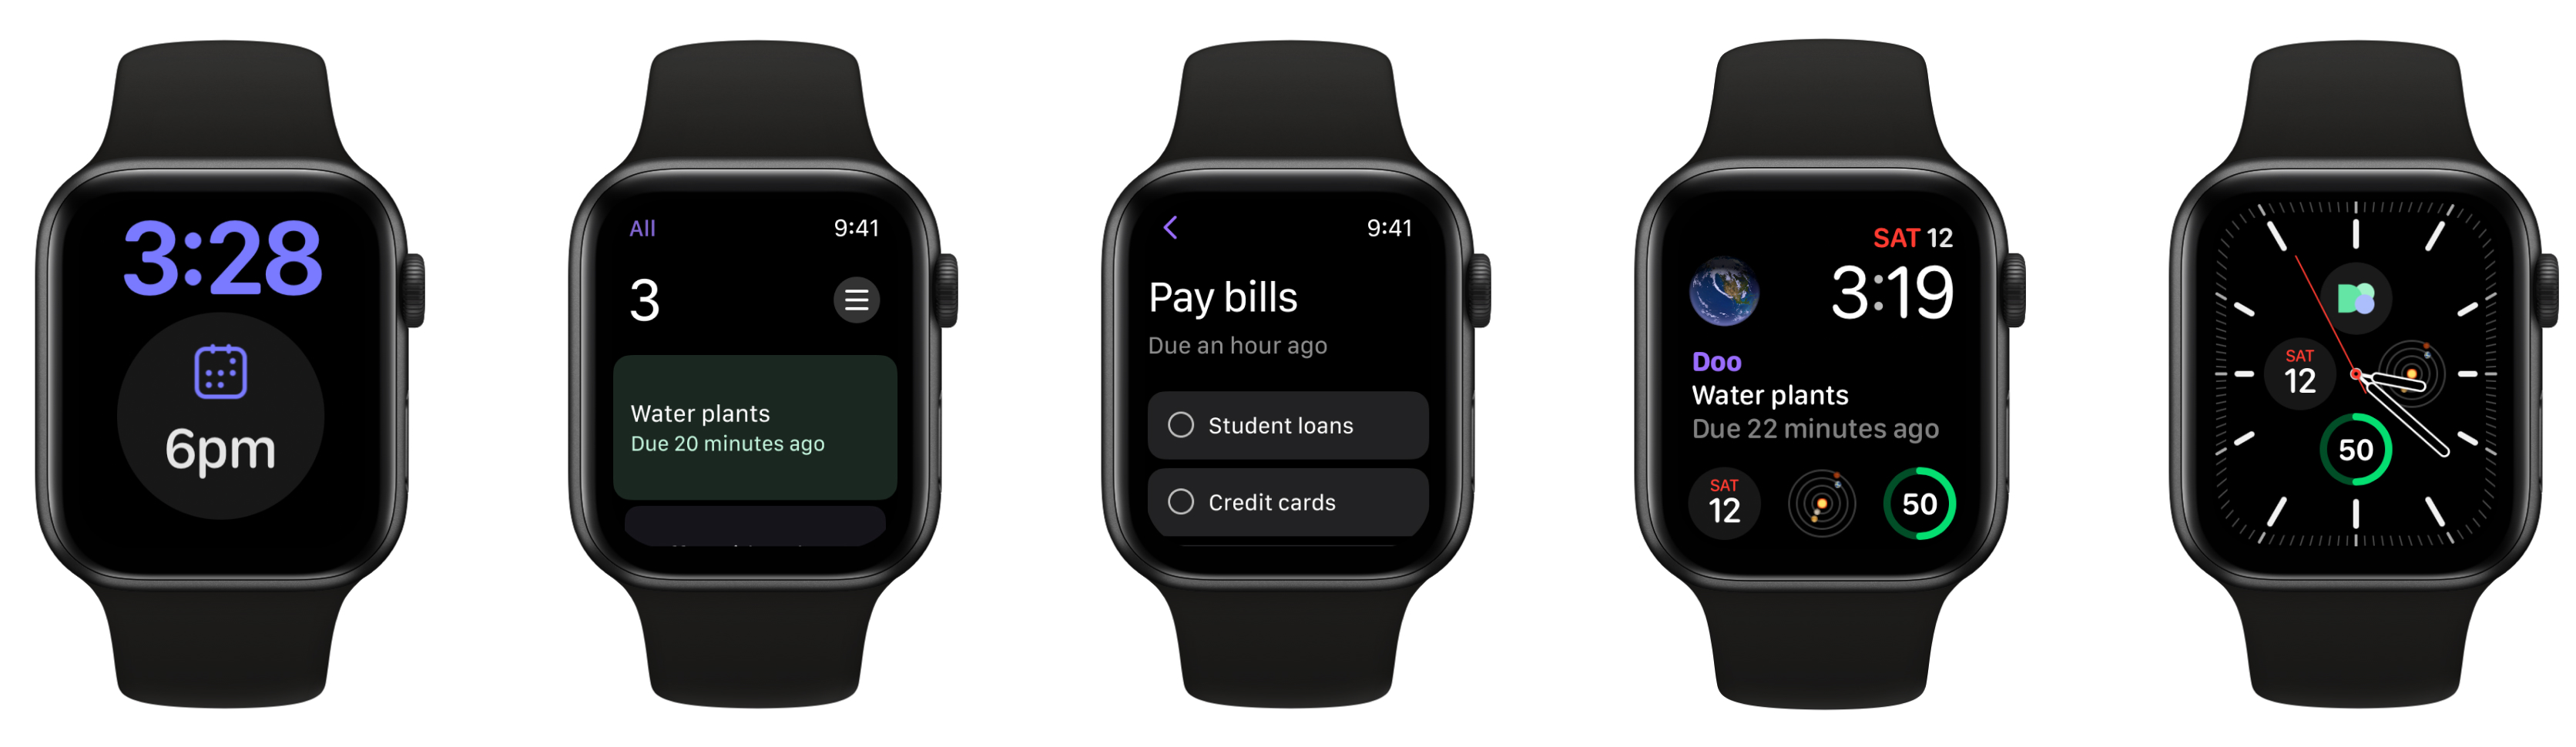 3:28
6pm
All 9:41
3
Water plants
Due 20 minutes ago
9:41
Pay bills
Due an hour ago
Student loans
Credit cards
SAT 12
3:19
Doo
Water plants
Due 22 minutes ago
SAT
12
50
SAT
12
50